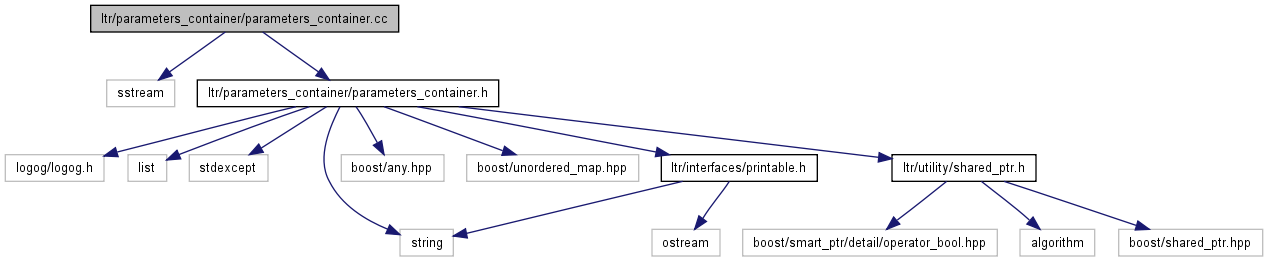 ltr/parameters_container/parameters_container.cc
sstream
ltr/parameters_container/parameters_container.h
logog/logog.h
list
stdexcept
boost/any.hpp
boost/unordered_map.hpp
ltr/interfaces/printable.h
ltr/utility/shared_ptr.h
string
ostream
boost/smart_ptr/detail/operator_bool.hpp
algorithm
boost/shared_ptr.hpp